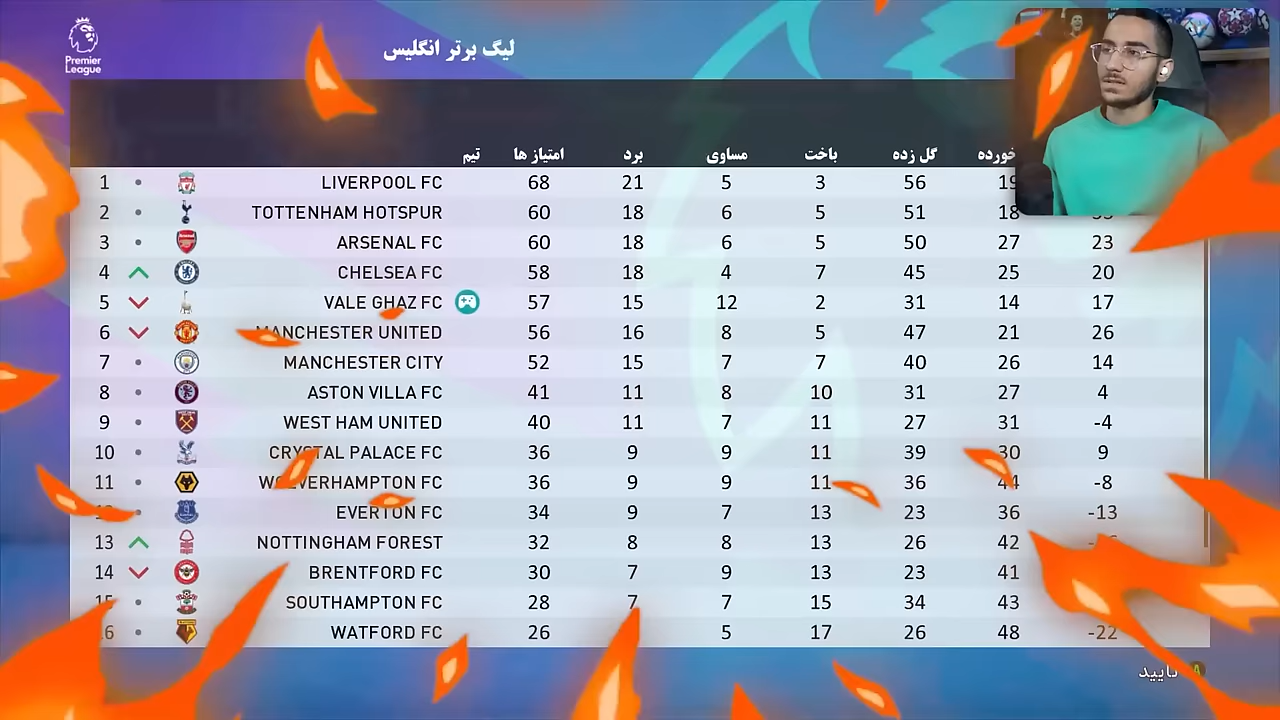 Premier
League
لیگ برتر انگلیس
تیم امتیاز ها برد مساوی باخت گل زده خورده
1 LIVERPOOL FC 68 21 5 3 56 19
2 TOTTENHAM HOTSPUR 60 18 6 5 51 18
3 ARSENAL FC 60 18 6 5 50 27 23
4 CHELSEA FC 58 18 4 7 45 25 20
5 VALE GHAZ FC 57 15 12 2 31 14 17
6 MANCHESTER UNITED 56 16 8 5 47 21 26
7 MANCHESTER CITY 52 15 7 7 40 26 14
8 ASTON VILLA FC 41 11 8 10 31 27 4
9 WEST HAM UNITED 40 11 7 11 27 31 -4
10 CRYSTAL PALACE FC 36 9 9 11 39 30 9
11 WOLVERHAMPTON FC 36 9 9 11 36 44 -8
12 EVERTON FC 34 9 7 13 23 36 -13
13 NOTTINGHAM FOREST 32 8 8 13 26 42
14 BRENTFORD FC 30 7 9 13 23 41
15 SOUTHAMPTON FC 28 7 7 15 34 43
16 WATFORD FC 26 5 17 26 48 -22
تایید A